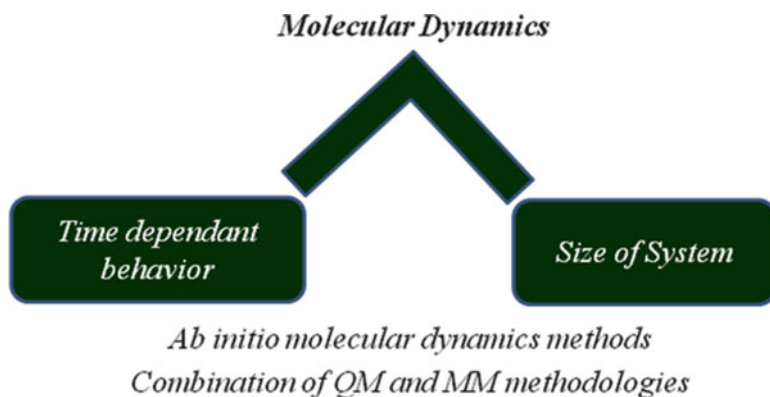 Molecular Dynamics
Time dependant
behavior
Size of System
Ab initio molecular dynamics methods
Combination of QM and MM methodologies